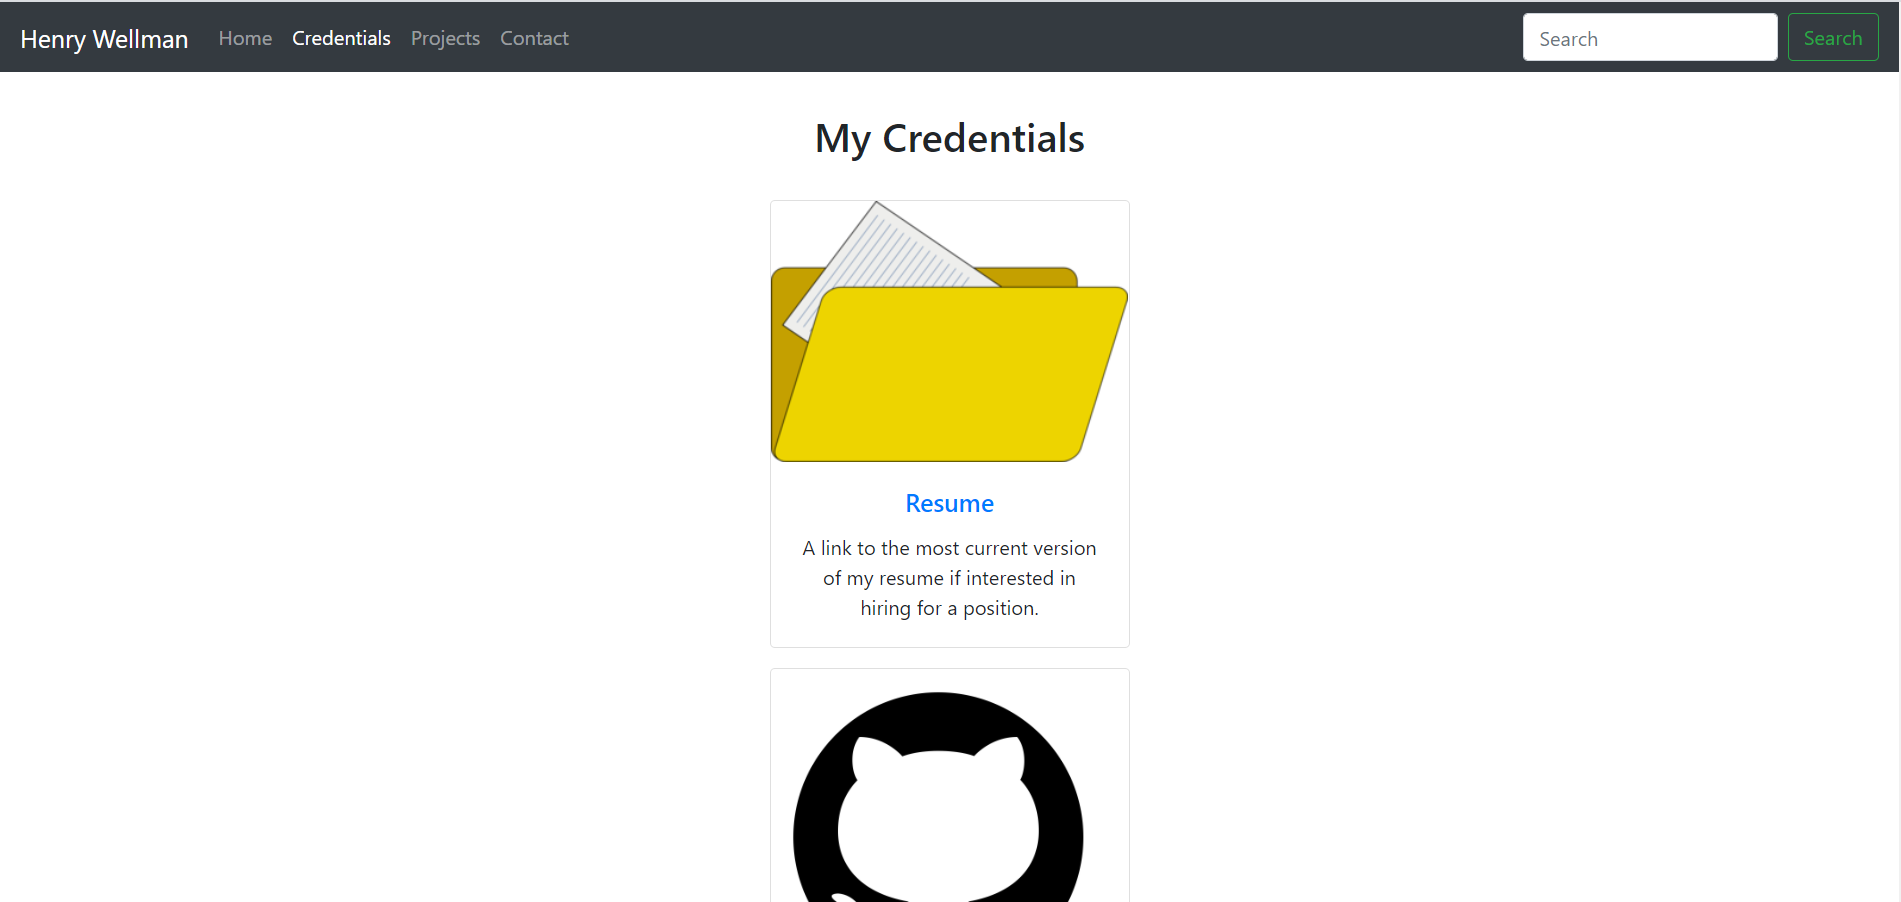 Henry Wellman Home Credentials Projects Contact Search Search
My Credentials
Resume
A link to the most current version
of my resume if interested in
hiring for a position.